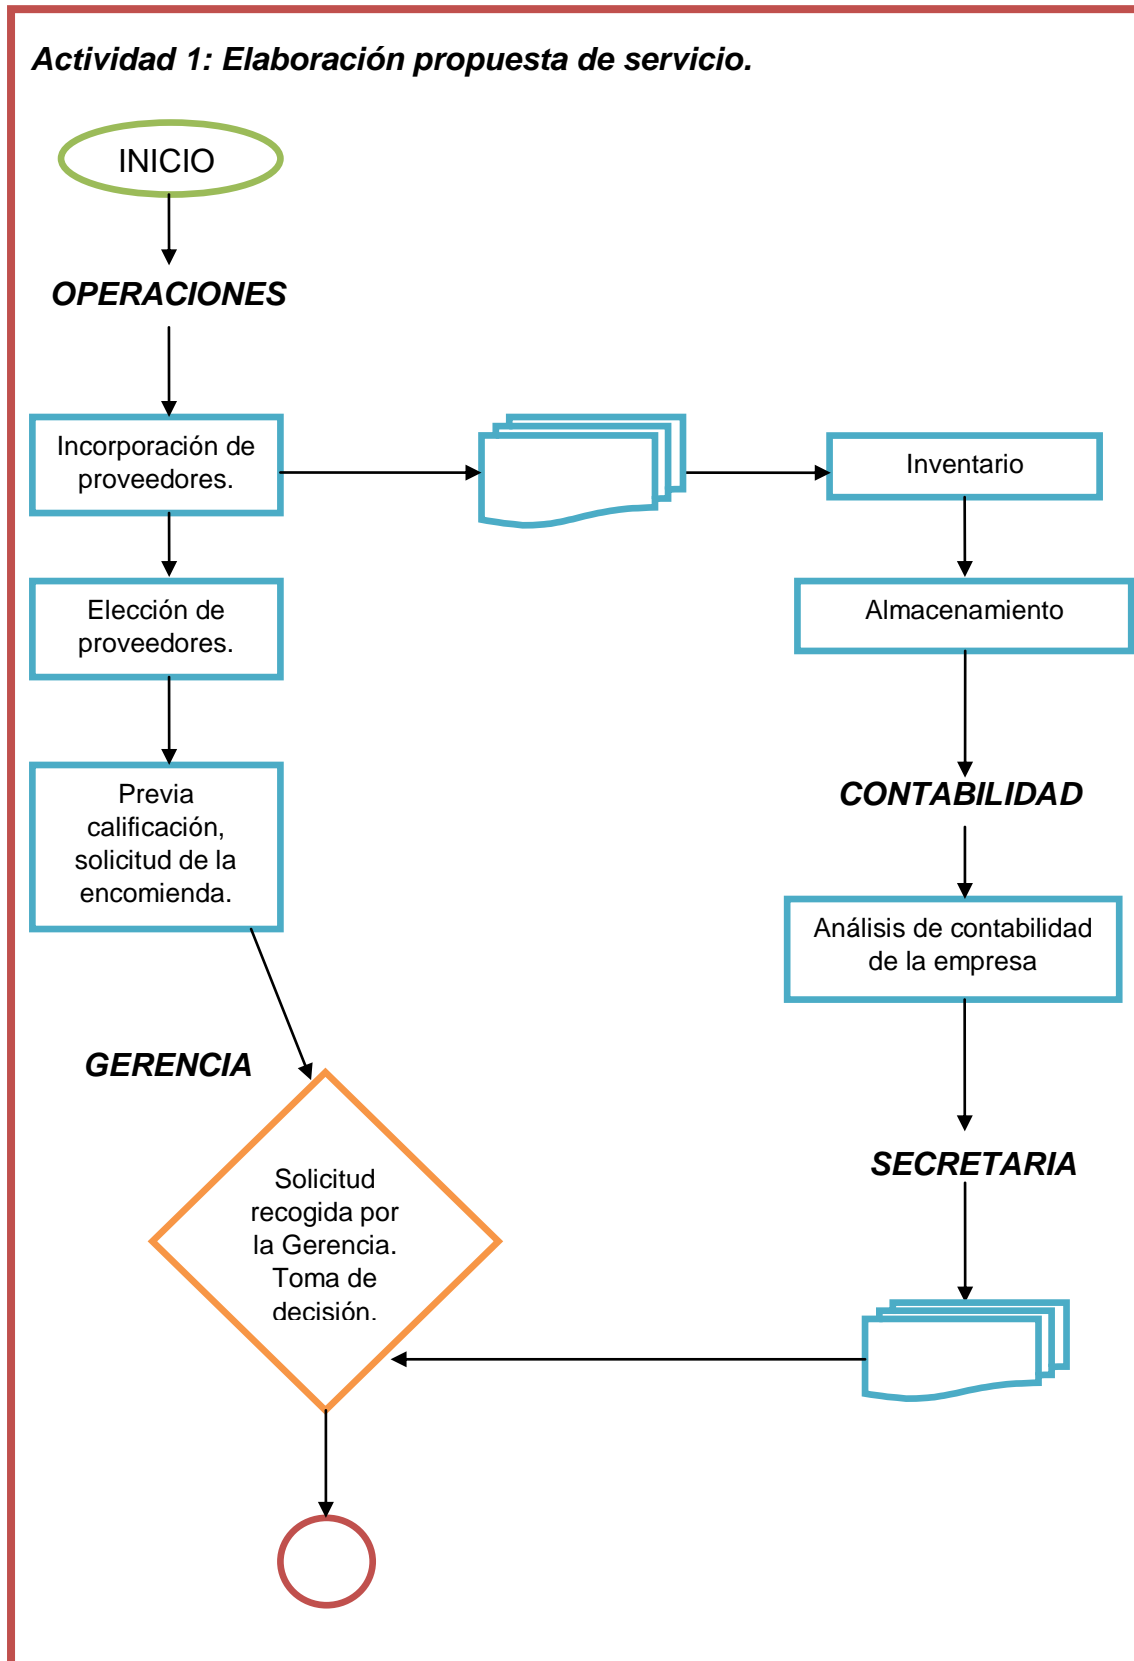 Actividad 1: Elaboración propuesta de servicio.
INICIO
OPERACIONES
Incorporación de
proveedores.
Inventario
Elección de
proveedores.
Almacenamiento
Previa
calificación,
solicitud de la
encomienda.
CONTABILIDAD
Análisis de contabilidad
de la empresa
GERENCIA
SECRETARIA
Solicitud
recogida por
la Gerencia.
Toma de
decisión.